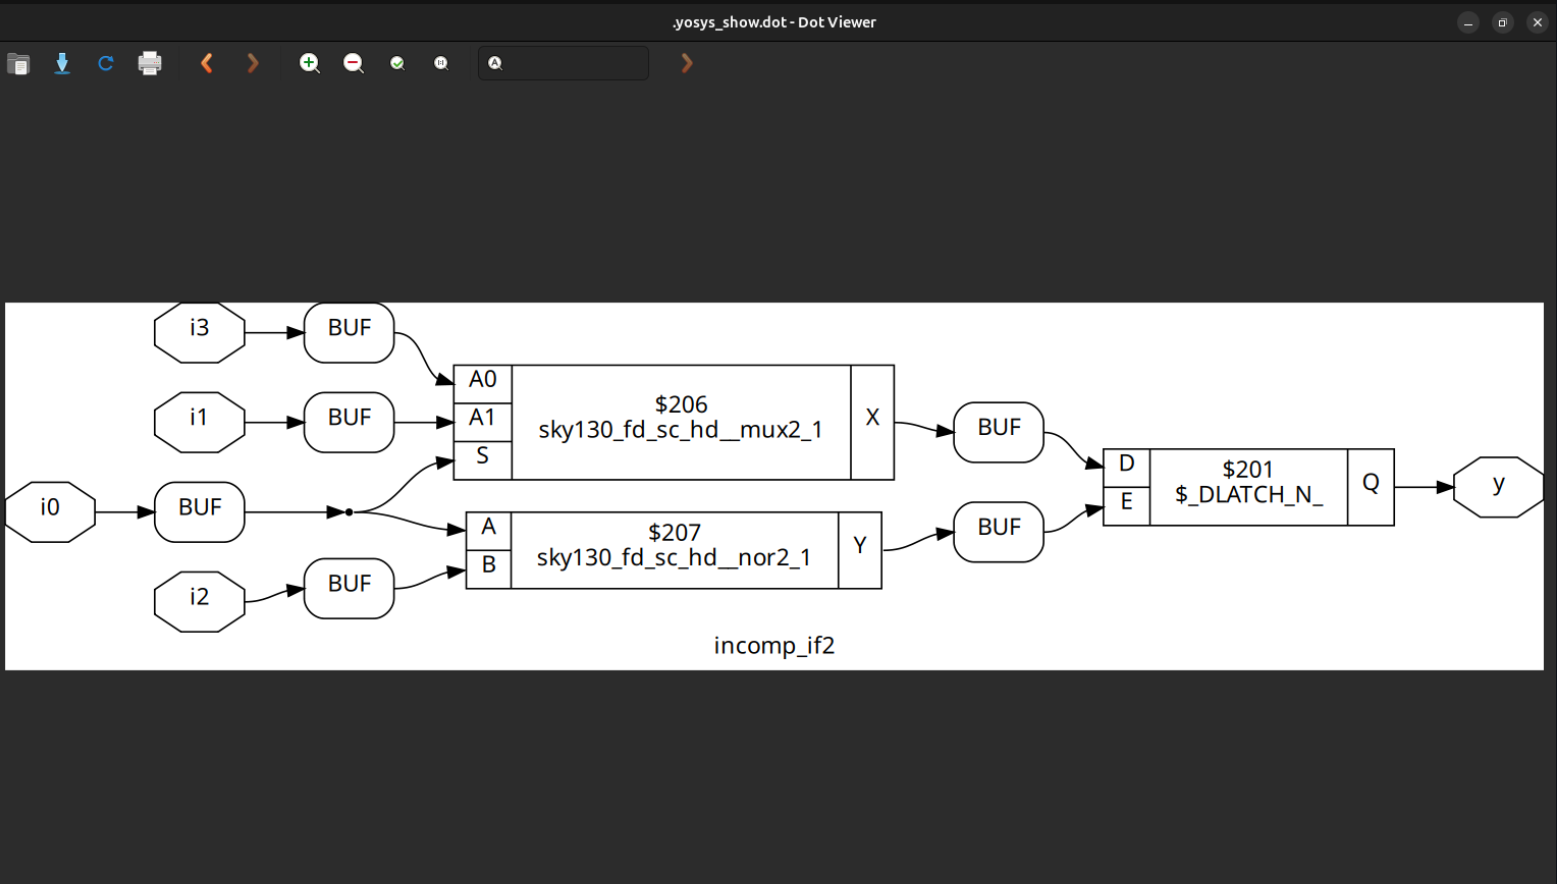 .yosys_show.dot - Dot Viewer
i3
BUF
i1
BUF
i0
BUF
i2
BUF
A0
A1
S
$206
sky130_fd_sc_hd__mux2_1
X
A
B
$207
sky130_fd_sc_hd__nor2_1
Y
BUF
BUF
D
E
$201
$_DLATCH_N_
Q
y
incomp_if2